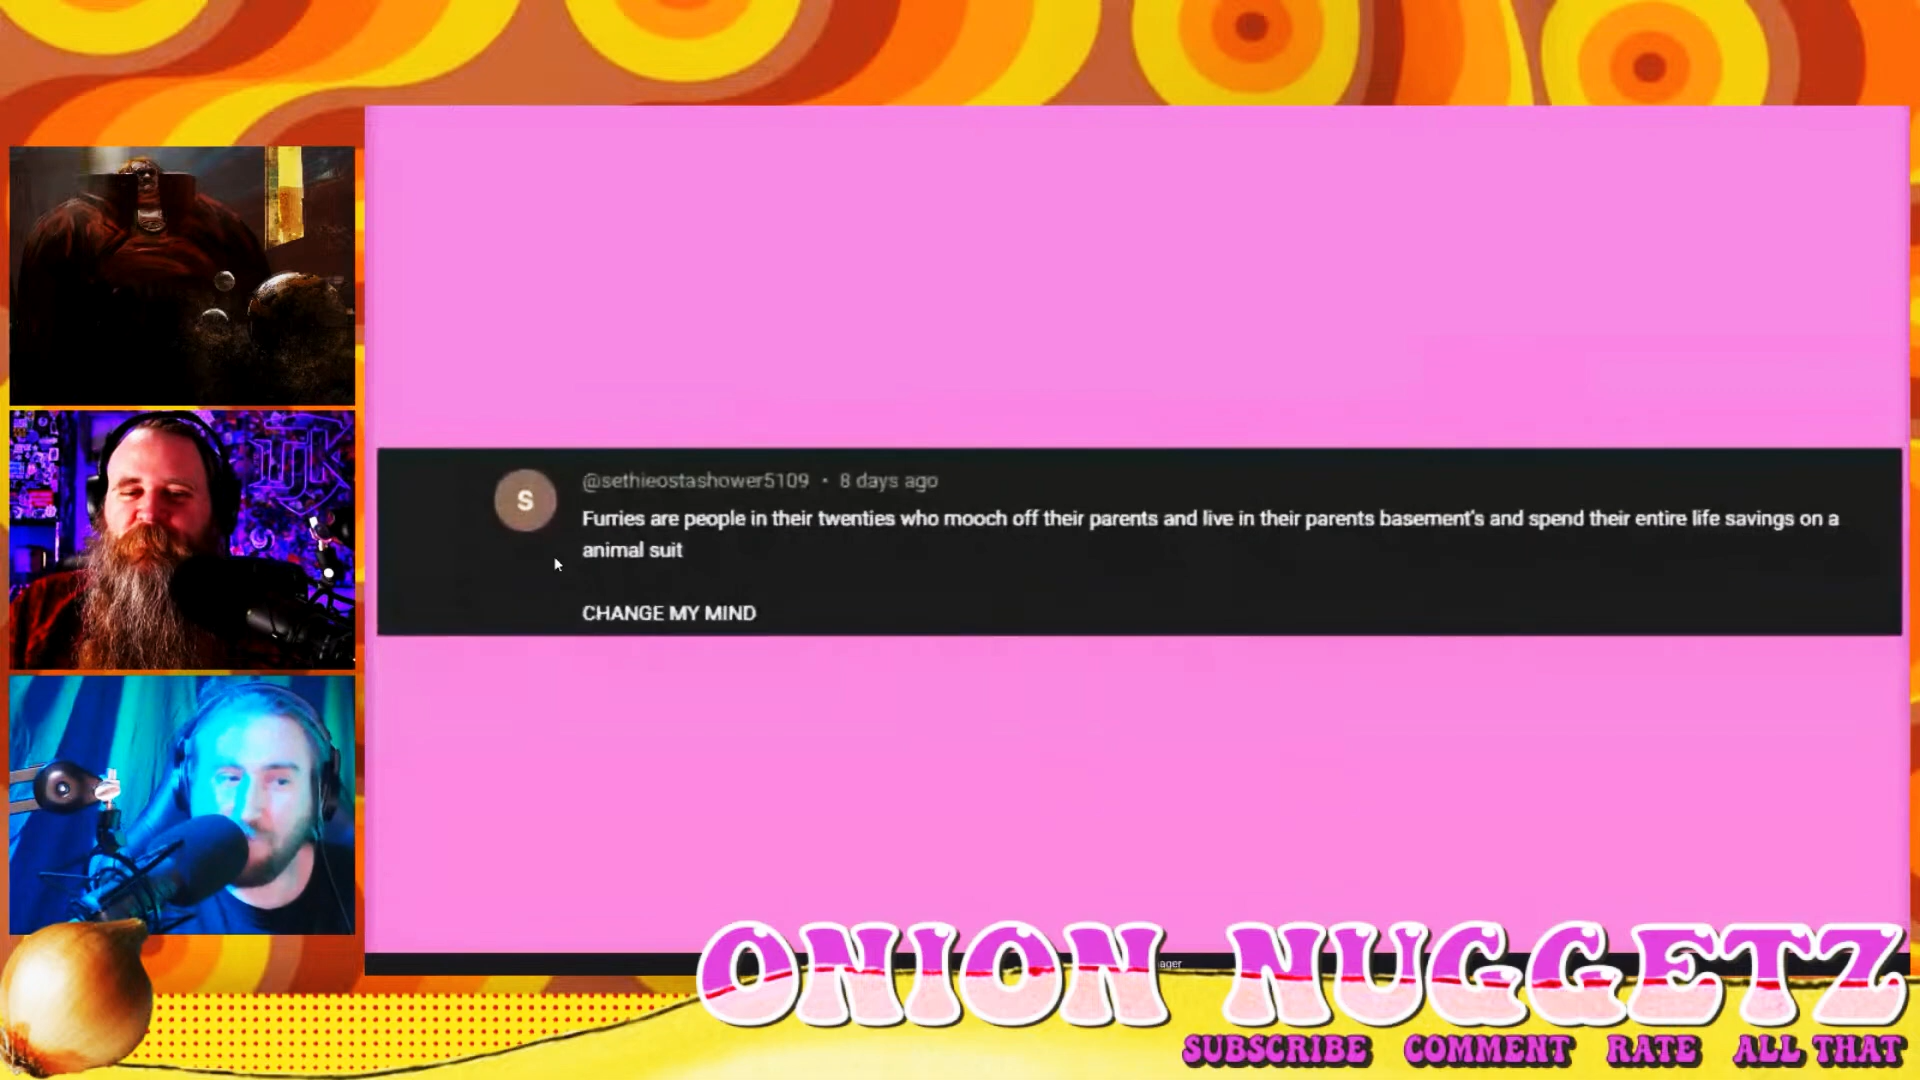 @sethieostashower5109 • 8 days ago
S
Furries are people in their twenties who mooch off their parents and live in their parents basement's and spend their entire life savings on a
animal suit
CHANGE MY MIND
ONION NUGGETZ
SUBSCRIBE COMMENT RATE ALL THAT